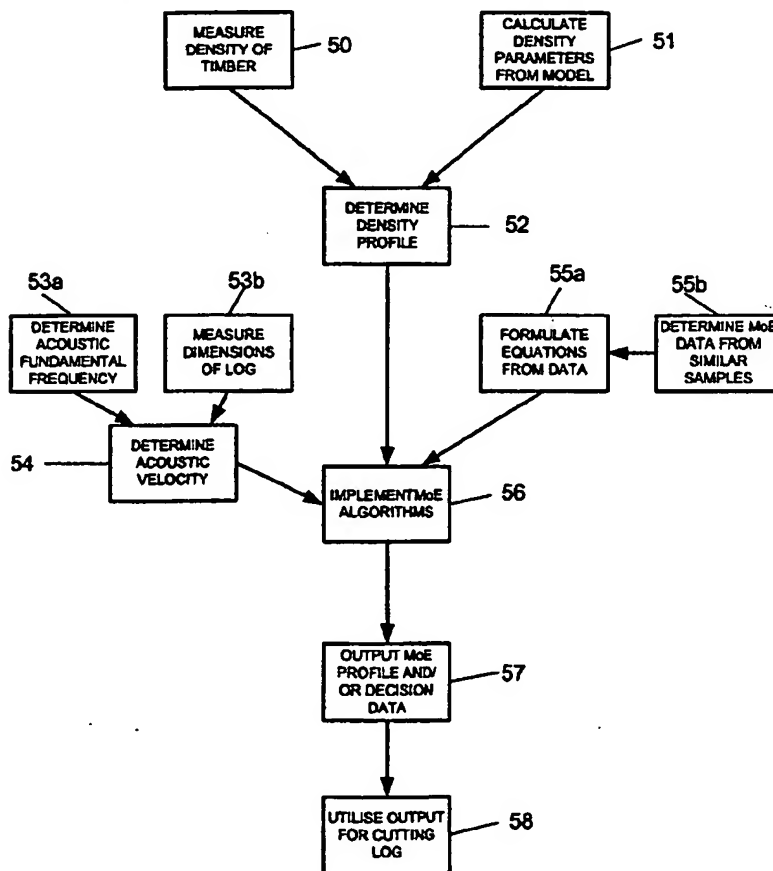 MEASURE
DENSITY OF
TIMBER
50
CALCULATE
DENSITY
PARAMETERS
FROM MODEL
51
DETERMINE
DENSITY
PROFILE
52
53a
DETERMINE
ACOUSTIC
FUNDAMENTAL
FREQUENCY
53b
MEASURE
DIMENSIONS
OF LOG
55a
FORMULATE
EQUATIONS
FROM DATA
55b
DETERMINE MoE
DATA FROM
SIMILAR
SAMPLES
54
DETERMINE
ACOUSTIC
VELOCITY
IMPLEMENT MoE
ALGORITHMS
56
OUTPUT MoE
PROFILE AND/
OR DECISION
DATA
57
UTILISE OUTPUT
FOR CUTTING
LOG
58